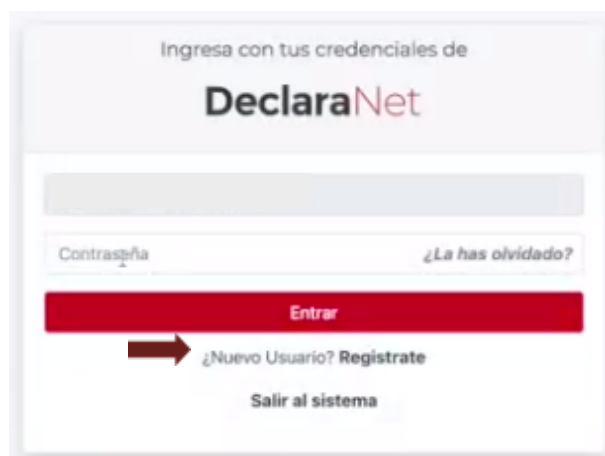 Ingresa con tus credenciales de
DeclaraNet
Contraseña ¿La has olvidado?
Entrar
¿Nuevo Usuario? Registrate
Salir al sistema